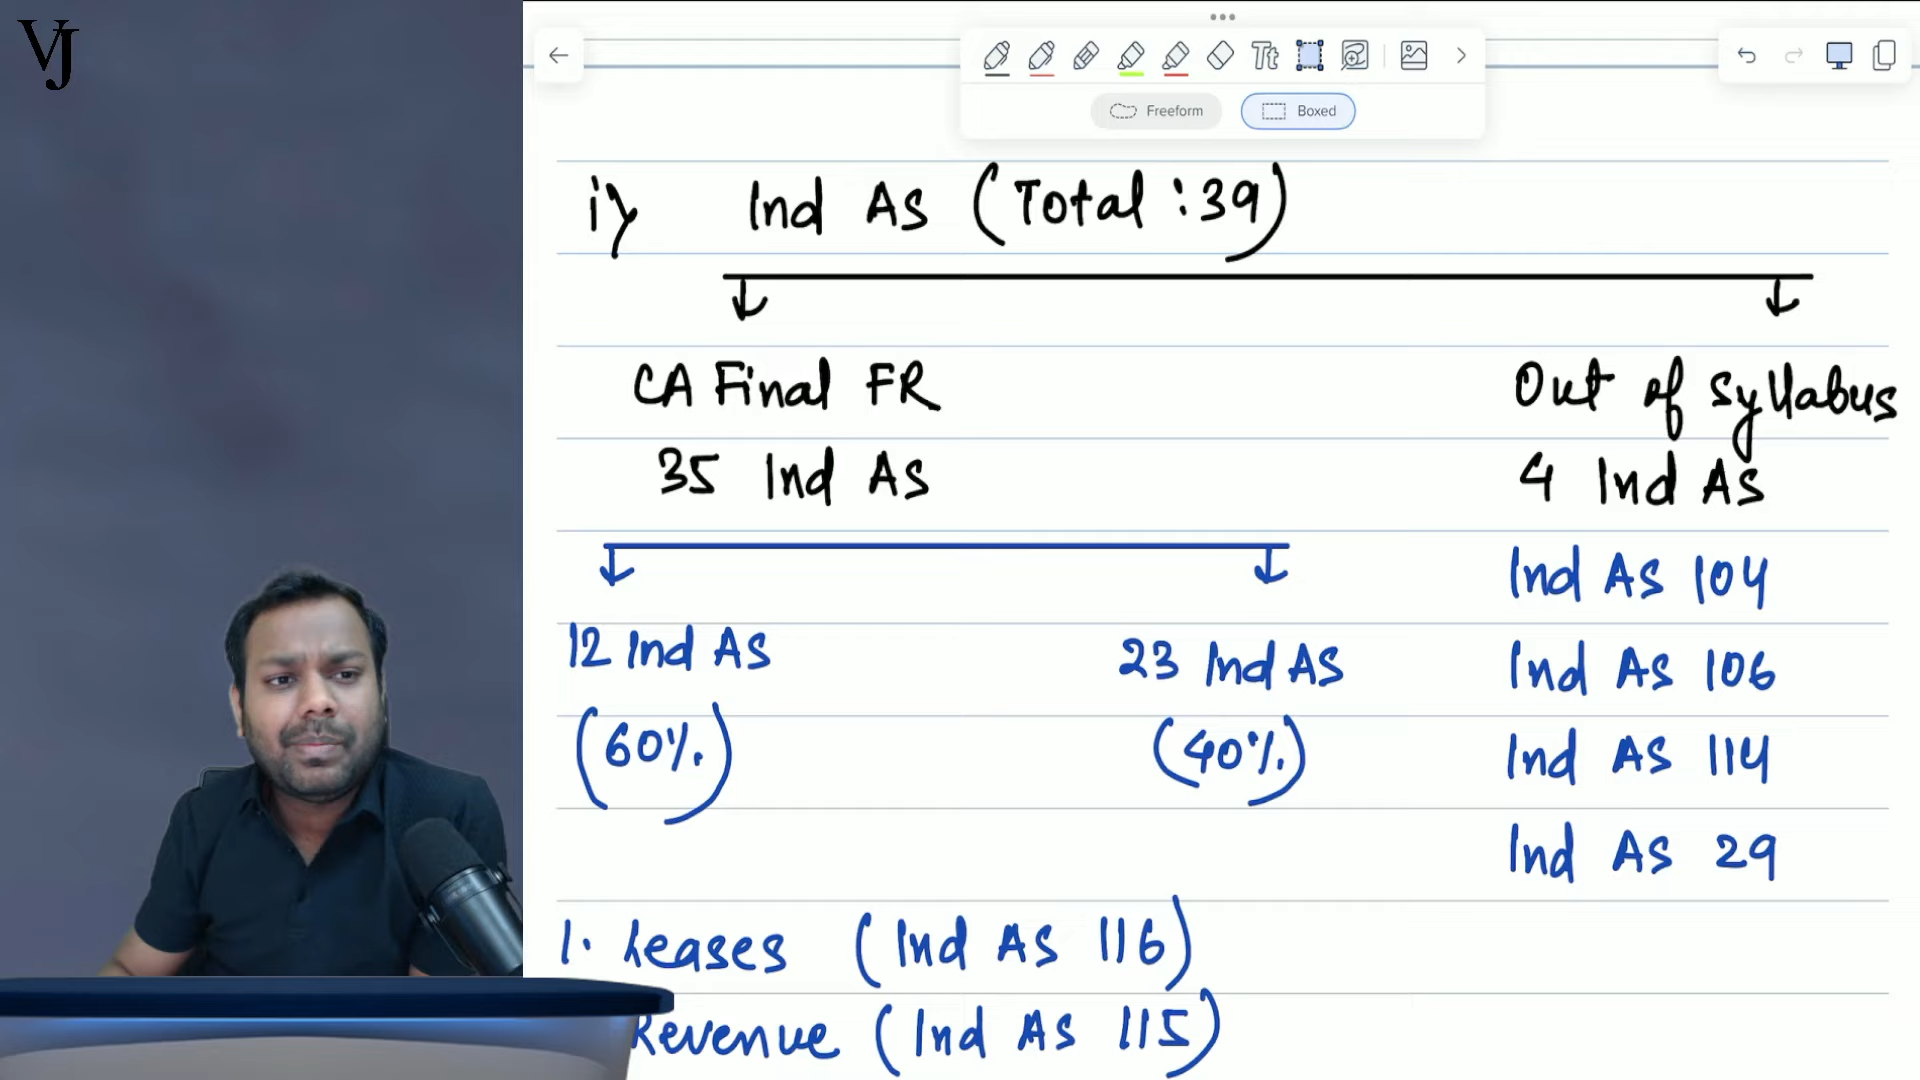 VJ
Tt
Freeform
Boxed
i) Ind AS (Total : 39)
CA Final FR
Out of Syllabus
35 Ind AS
4 Ind AS
Ind AS 104
12 Ind AS
23 Ind AS
Ind AS 106
(60%)
(40%)
Ind AS 114
Ind AS 29
1. Leases (Ind AS 116)
Revenue (Ind AS 115)